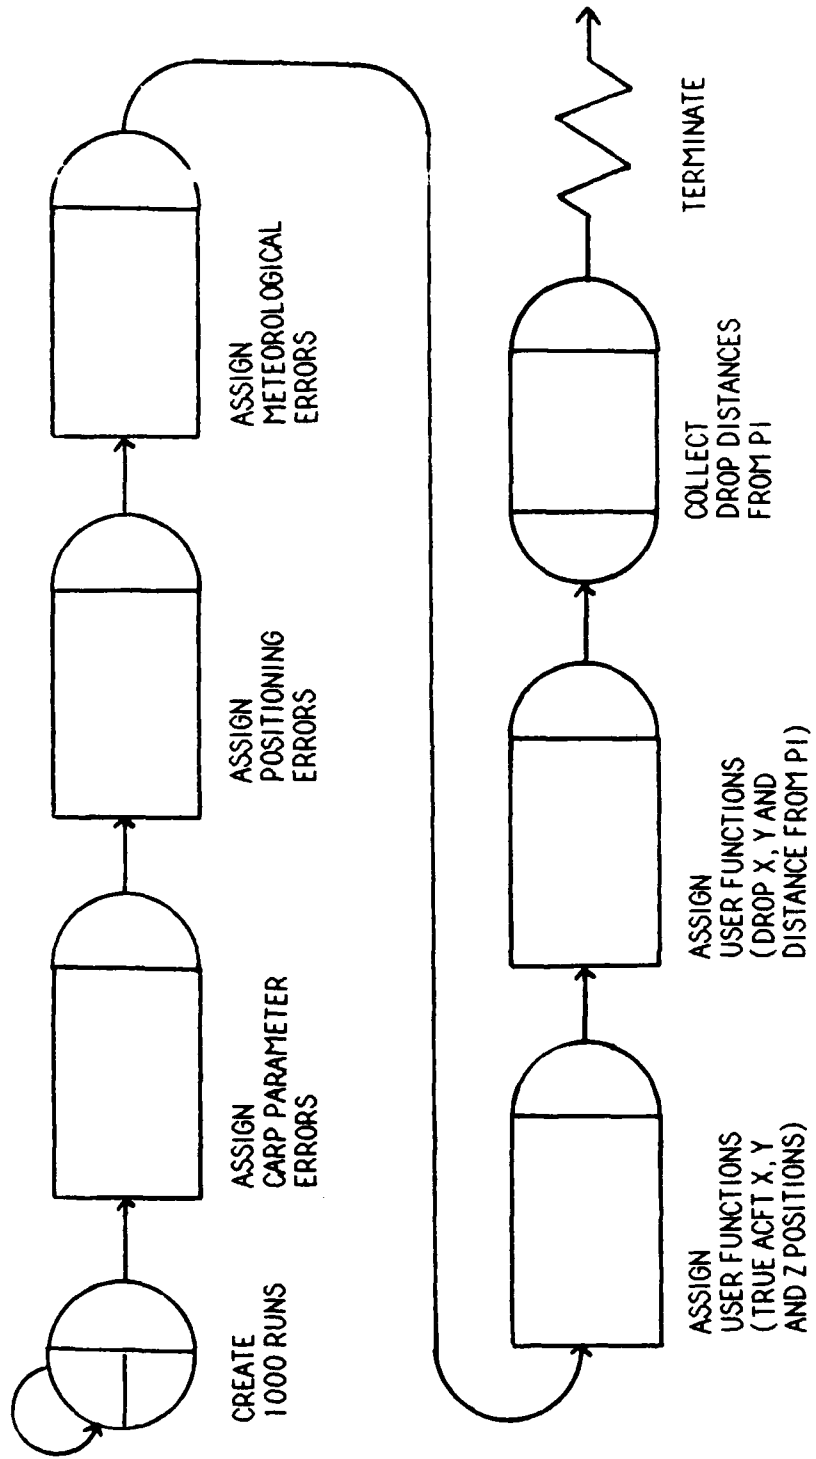 CREATE
1000 RUNS
ASSIGN
CARP PARAMETER
ERRORS
ASSIGN
POSITIONING
ERRORS
ASSIGN
METEOROLOGICAL
ERRORS
ASSIGN
USER FUNCTIONS
(TRUE ACFT X, Y
AND Z POSITIONS)
ASSIGN
USER FUNCTIONS
(DROP X, Y AND
DISTANCE FROM PI)
COLLECT
DROP DISTANCES
FROM PI
TERMINATE